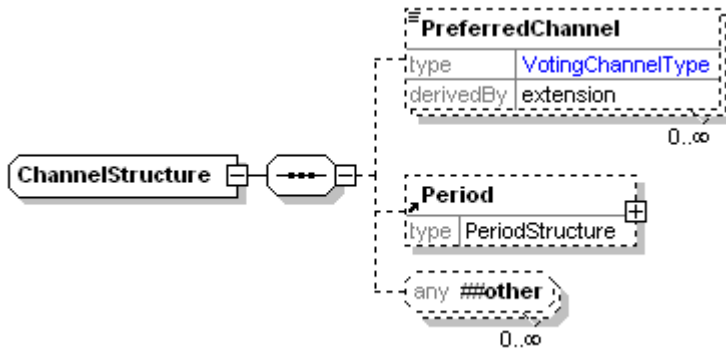 PreferredChannel
type VotingChannelType
derivedBy extension
0..∞
ChannelStructure
Period
type PeriodStructure
any ##other
0..∞